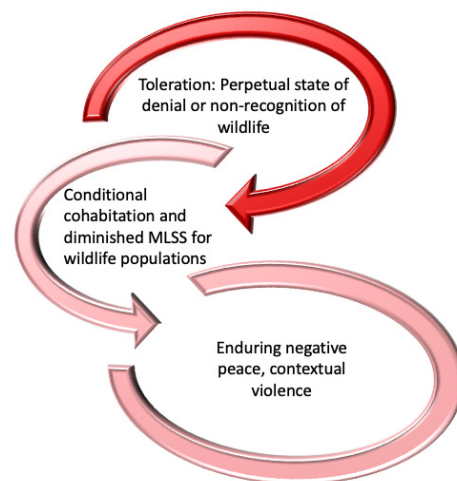 Toleration: Perpetual state of
denial or non-recognition of
wildlife
Conditional
cohabitation and
diminished MLSS for
wildlife populations
Enduring negative
peace, contextual
violence